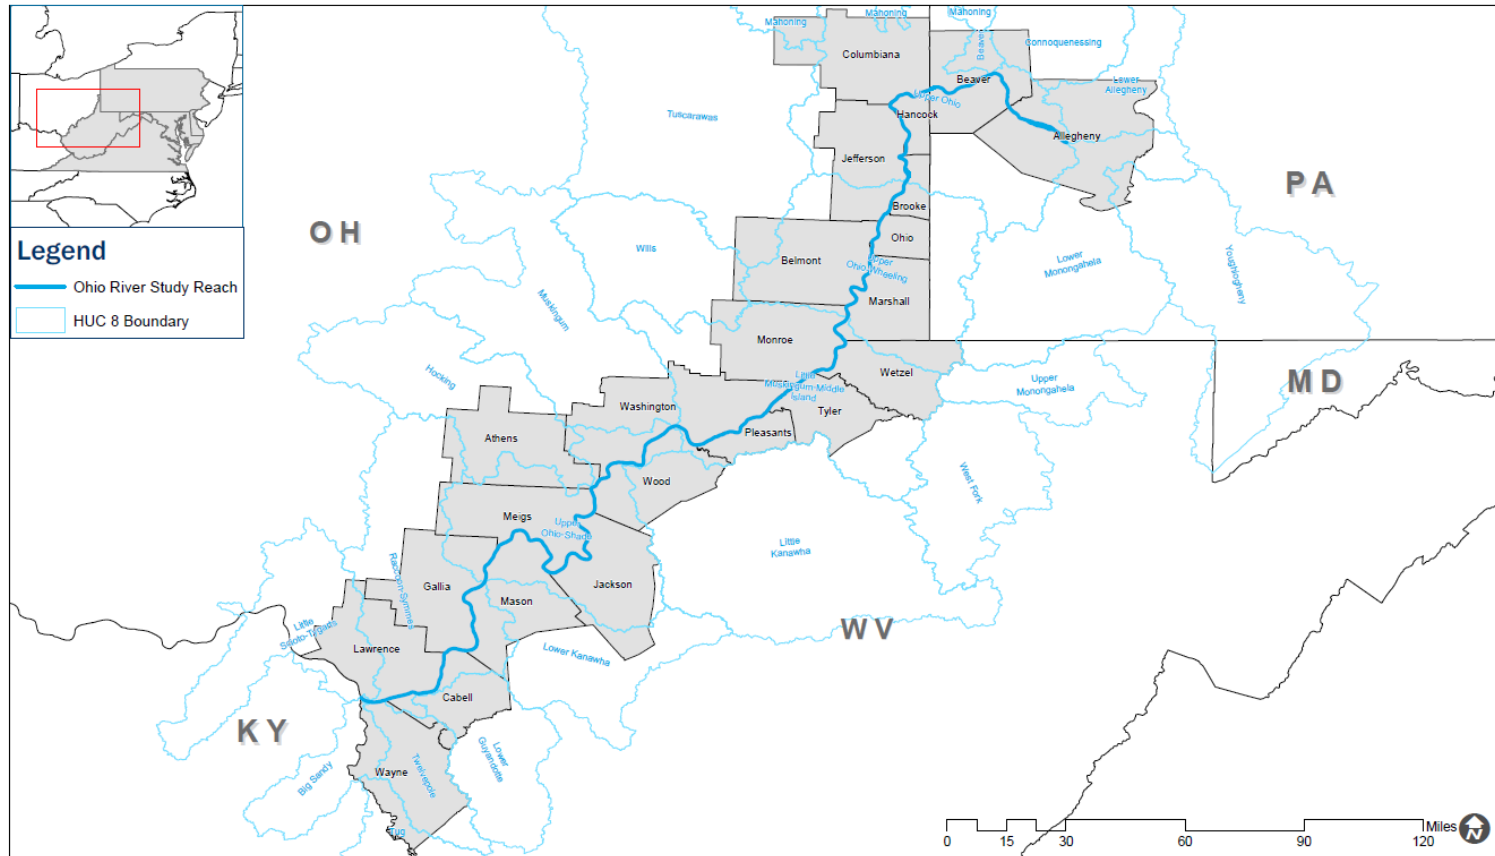 Mahoning
Mahoning
Mahoning
Columbiana
Beaver
Connoquenessing
Beaver
Lower
Allegheny
Upper Ohio
Hancock
Allegheny
Tuscarawas
Jefferson
PA
Brooke
OH
Ohio
Wills
Belmont
Upper
Ohio-Wheeling
Lower
Monongahela
Youghiogheny
Legend
Ohio River Study Reach
HUC 8 Boundary
Marshall
Muskingum
Monroe
Wetzel
Little
Muskingum-Middle
Island
Upper
Monongahela
MD
Hocking
Washington
Tyler
Pleasants
Athens
Wood
West Fork
Meigs
Upper
Ohio-Shade
Little
Kanawha
Raccoon-Symmes
Gallia
Jackson
Mason
WV
Little
Scioto-Tygarts
Lawrence
Lower Kanawha
Cabell
KY
Lower
Guyandotte
Wayne
Twelvepole
Big Sandy
Tug
Miles
N
0 15 30 60 90 120